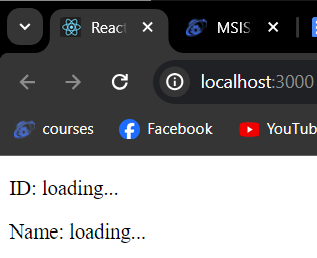 React
MSIS
localhost:3000
courses
Facebook
YouTub
ID: loading...
Name: loading...